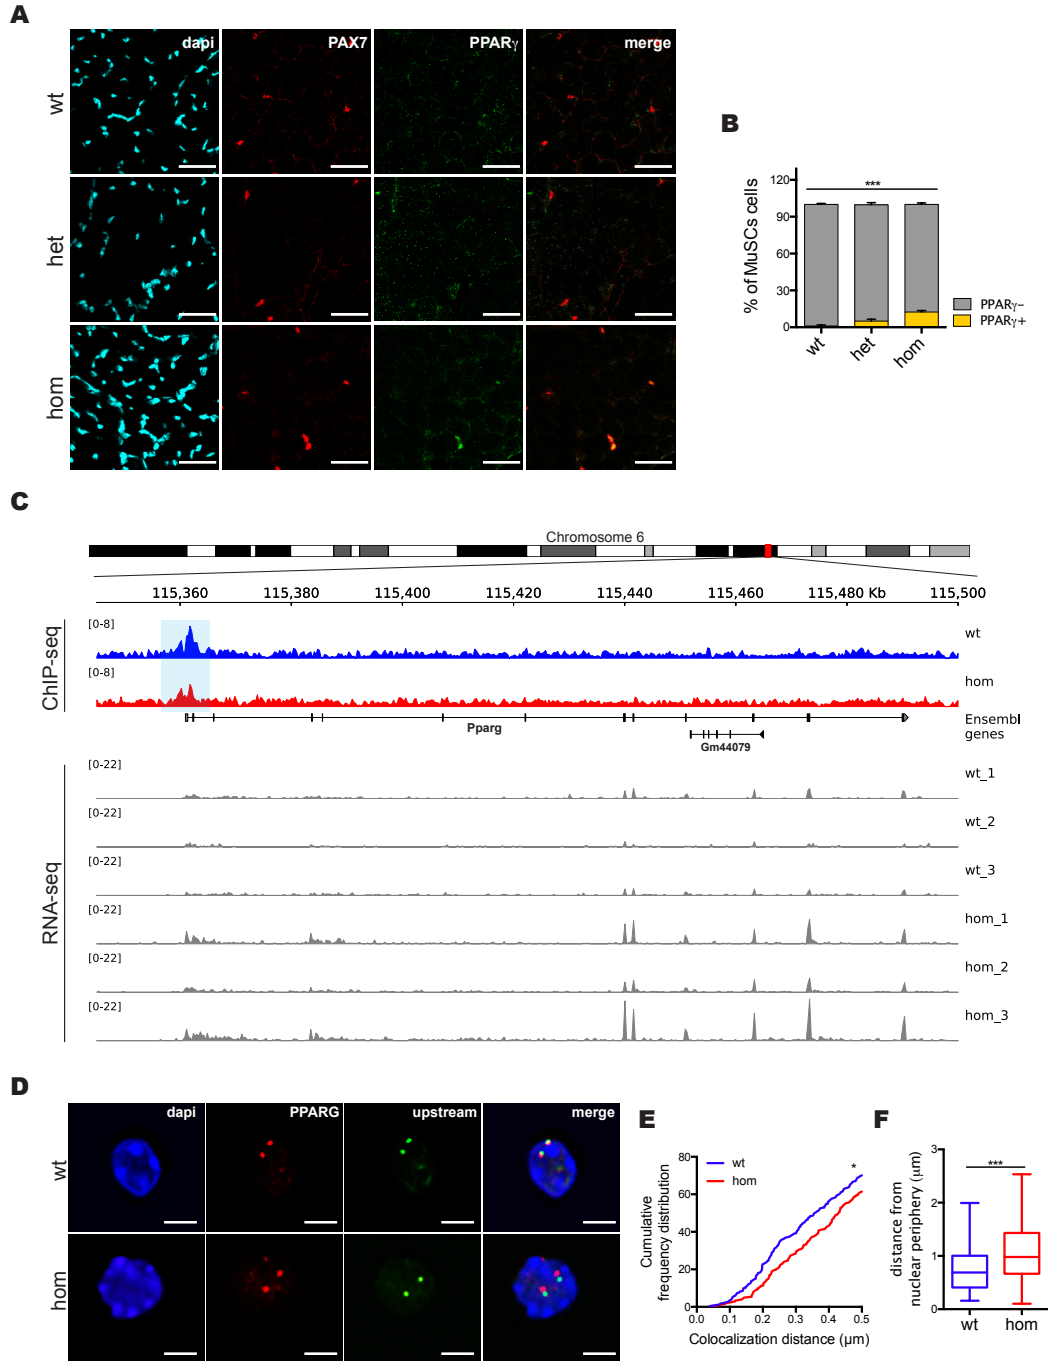 A
dapi
PAX7
PPARγ
merge
wt
het
hom
B
% of MuSCs cells
120
90
60
30
0
***
wt
het
hom
PPARγ−
PPARγ+
C
Chromosome 6
115,360
115,380
115,400
115,420
115,440
115,460
115,480 Kb
115,500
ChIP-seq
[0-8]
wt
[0-8]
hom
Pparg
Gm44079
Ensembl
genes
RNA-seq
[0-22]
wt_1
[0-22]
wt_2
[0-22]
wt_3
[0-22]
hom_1
[0-22]
hom_2
[0-22]
hom_3
D
dapi
PPARG
upstream
merge
wt
hom
E
Cumulative
frequency distribution
80
60
40
20
0
wt
hom
*
0.0
0.1
0.2
0.3
0.4
0.5
Colocalization distance (μm)
F
distance from
nuclear periphery (μm)
3
2
1
0
***
wt
hom